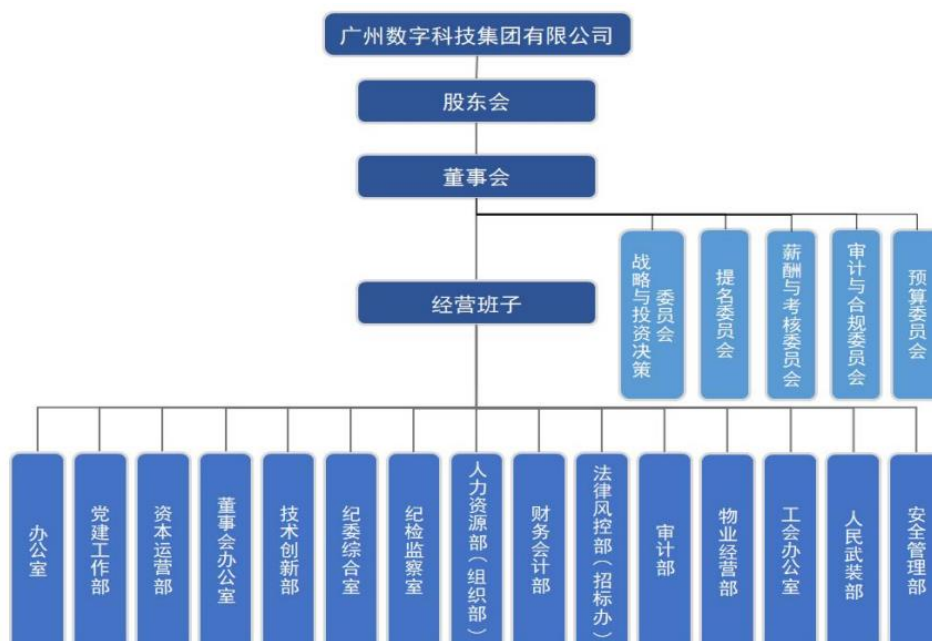 广州数字科技集团有限公司
股东会
董事会
战略与投资决策
委员会
提名委员会
薪酬与考核委员会
审计与合规委员会
预算委员会
经营班子
办公室
党建工作部
资本运营部
董事会办公室
技术创新部
纪委综合室
纪检监察室
人力资源部（组织部）
财务会计部
法律风控部（招标办）
审计部
物业经营部
工会办公室
人民武装部
安全管理部